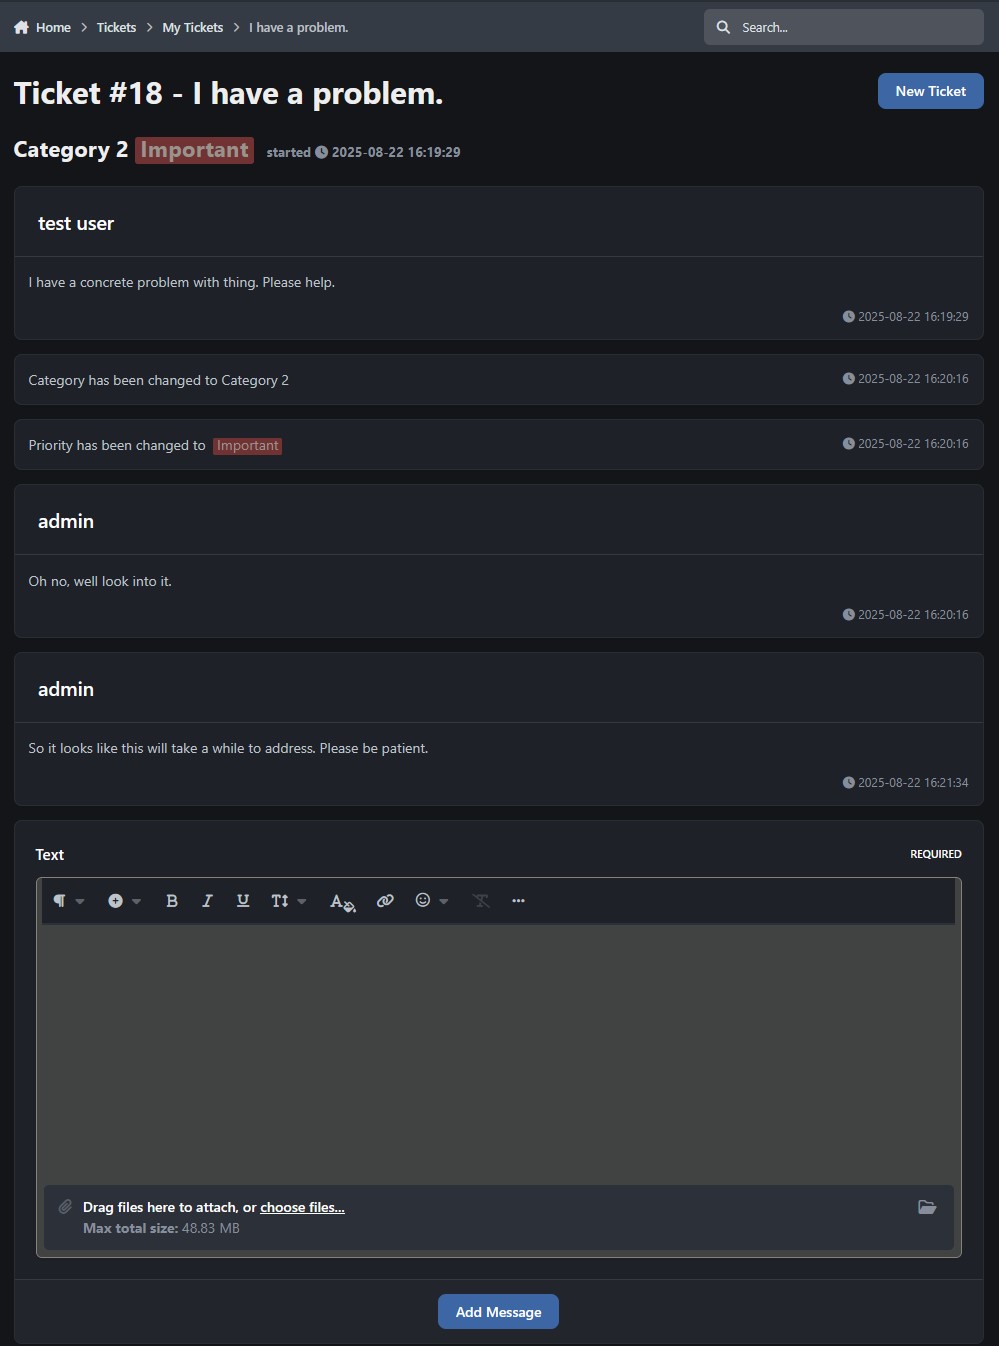 Home > Tickets > My Tickets > I have a problem.
Search...
Ticket #18 - I have a problem.
New Ticket
Category 2 Important started 2025-08-22 16:19:29
test user
I have a concrete problem with thing. Please help.
2025-08-22 16:19:29
Category has been changed to Category 2
2025-08-22 16:20:16
Priority has been changed to Important
2025-08-22 16:20:16
admin
Oh no, well look into it.
2025-08-22 16:20:16
admin
So it looks like this will take a while to address. Please be patient.
2025-08-22 16:21:34
Text
REQUIRED
Drag files here to attach, or choose files...
Max total size: 48.83 MB
Add Message